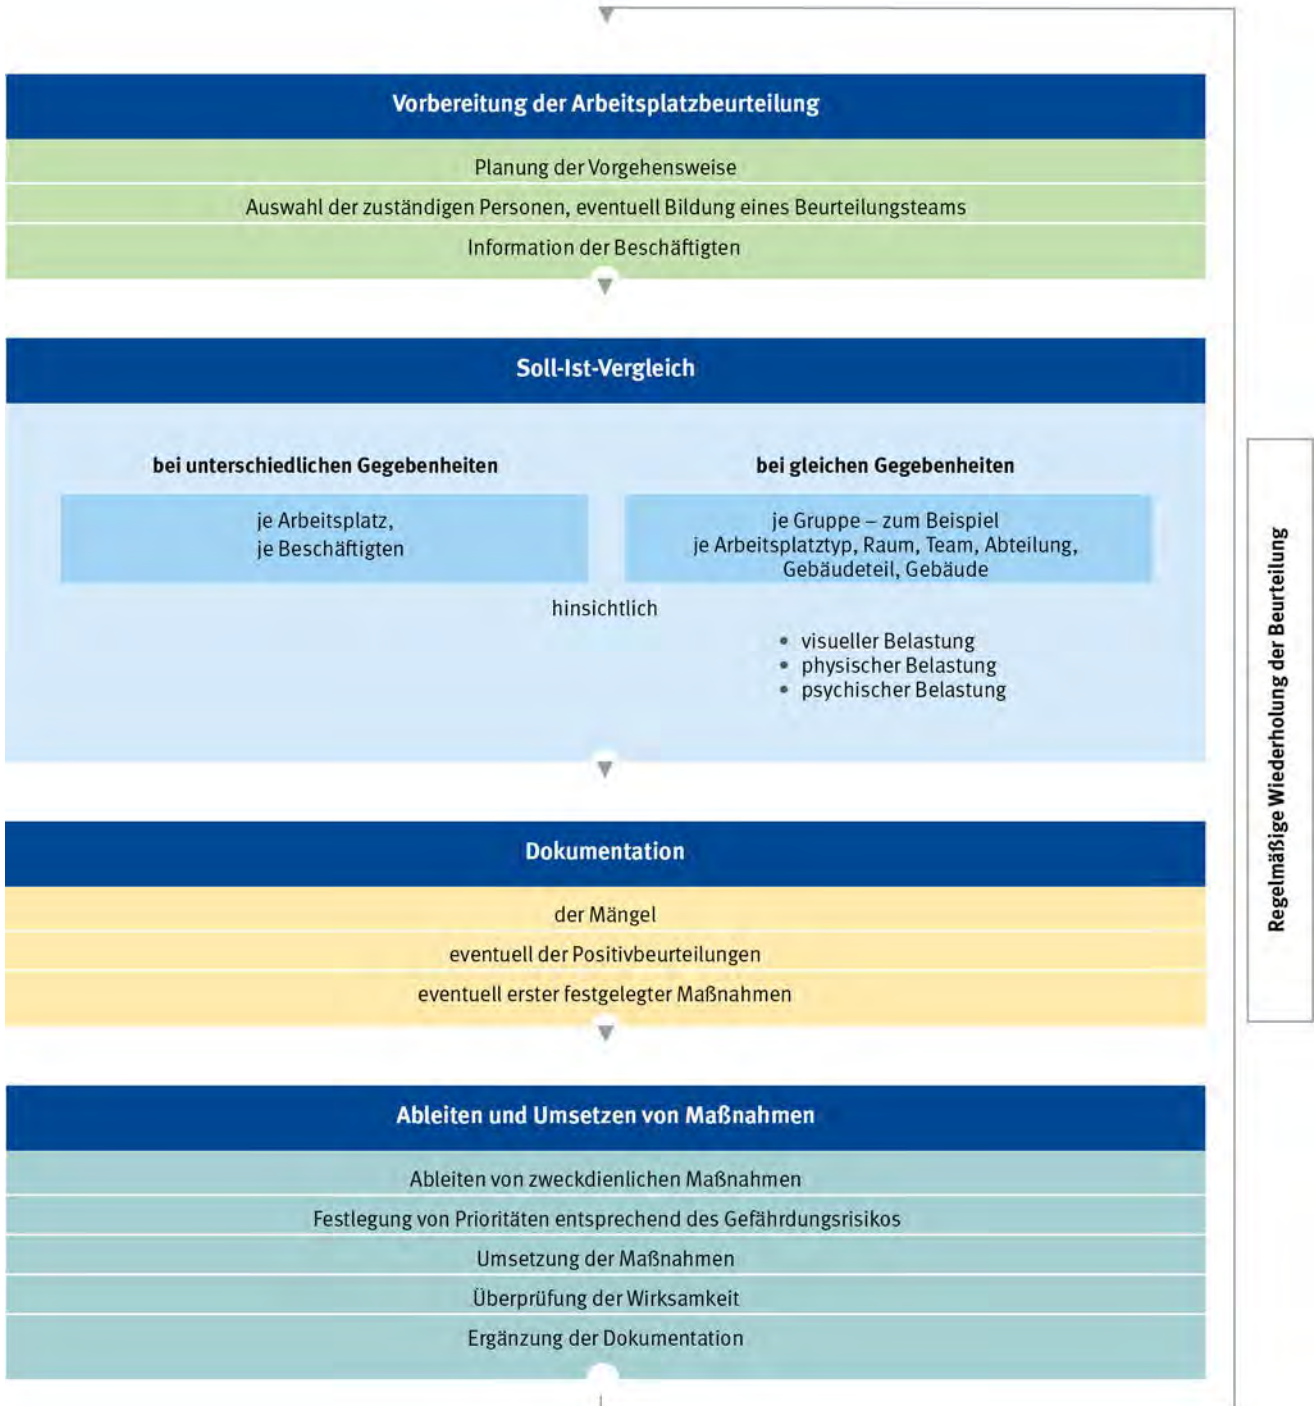 Vorbereitung der Arbeitsplatzbeurteilung
Planung der Vorgehensweise
Auswahl der zuständigen Personen, eventuell Bildung eines Beurteilungsteams
Information der Beschäftigten
Soll-Ist-Vergleich
bei unterschiedlichen Gegebenheiten
je Arbeitsplatz,
je Beschäftigten
bei gleichen Gegebenheiten
je Gruppe – zum Beispiel
je Arbeitsplatztyp, Raum, Team, Abteilung,
Gebäudeteil, Gebäude
hinsichtlich
• visueller Belastung
• physischer Belastung
• psychischer Belastung
Dokumentation
der Mängel
eventuell der Positivbeurteilungen
eventuell erster festgelegter Maßnahmen
Ableiten und Umsetzen von Maßnahmen
Ableiten von zweckdienlichen Maßnahmen
Festlegung von Prioritäten entsprechend des Gefährdungsrisikos
Umsetzung der Maßnahmen
Überprüfung der Wirksamkeit
Ergänzung der Dokumentation
Regelmäßige Wiederholung der Beurteilung